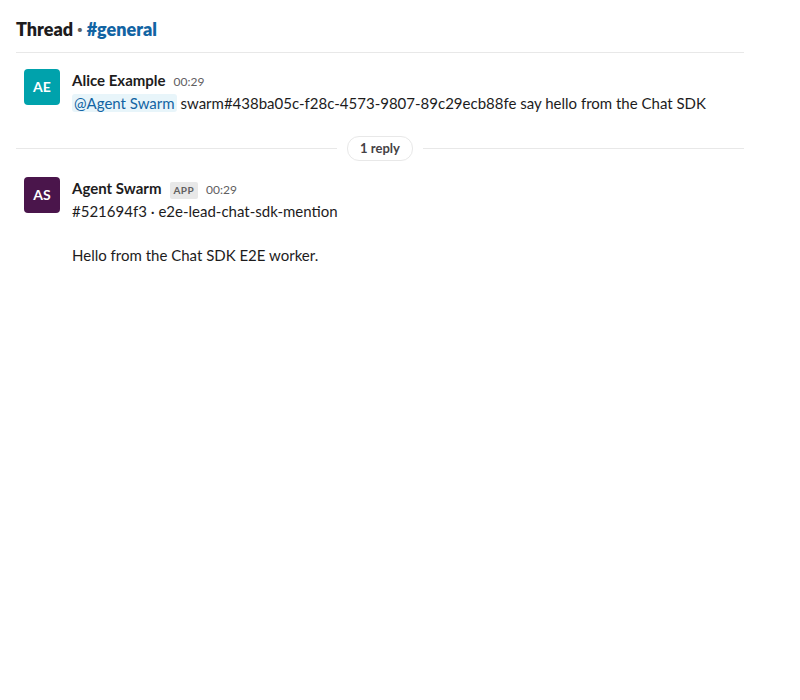 Thread • #general
AE
Alice Example 00:29
@Agent Swarm swarm#438ba05c-f28c-4573-9807-89c29ecb88fe say hello from the Chat SDK
1 reply
AS
Agent Swarm APP 00:29
#521694f3 · e2e-lead-chat-sdk-mention
Hello from the Chat SDK E2E worker.